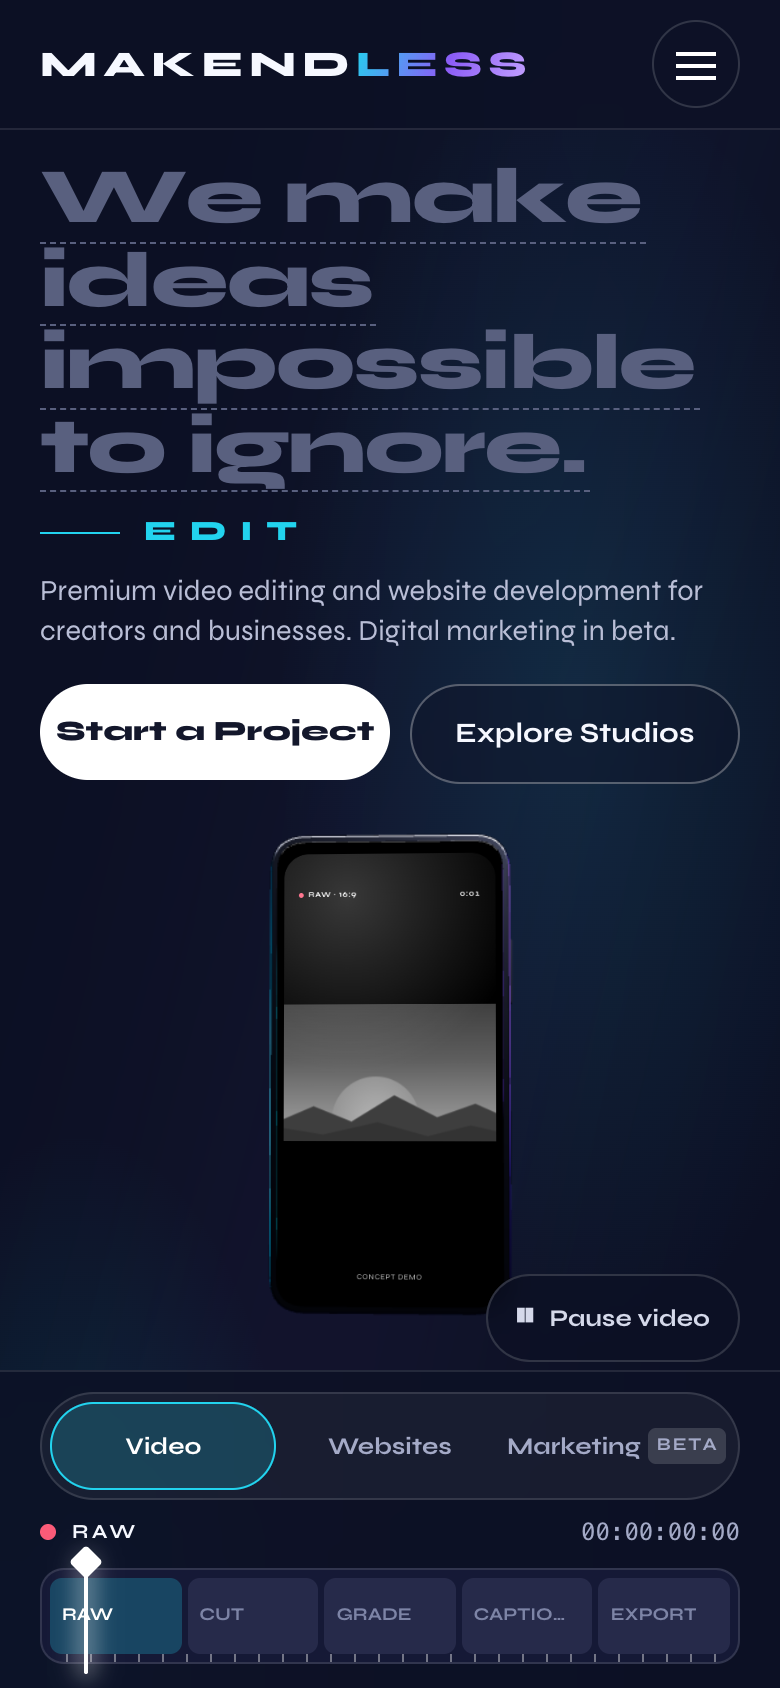 MAKENDLESS
We make
ideas
impossible
to ignore.
EDIT
Premium video editing and website development for
creators and businesses. Digital marketing in beta.
Start a Project
Explore Studios
RAW · 16:9
0:01
CONCEPT DEMO
Pause video
Video
Websites
Marketing BETA
RAW
00:00:00:00
RAW
CUT
GRADE
CAPTIO...
EXPORT